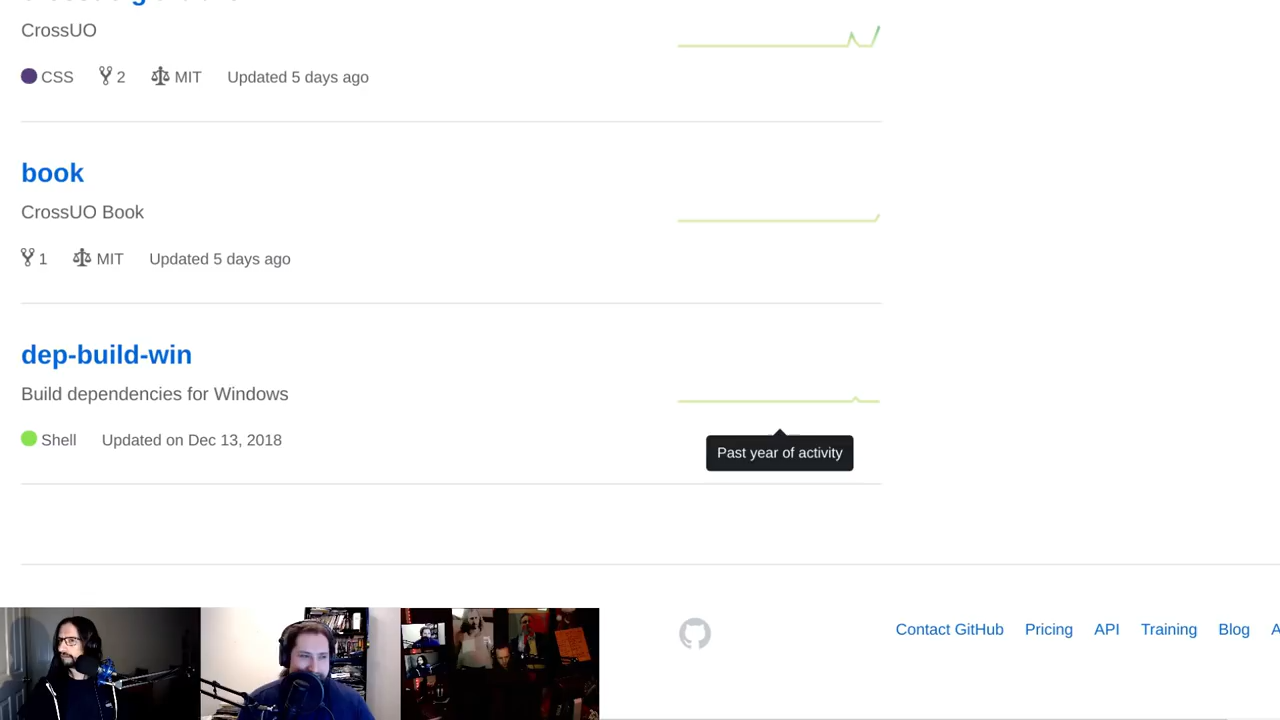 CrossUO
CSS 2 MIT Updated 5 days ago
book
CrossUO Book
1 MIT Updated 5 days ago
dep-build-win
Build dependencies for Windows
Shell Updated on Dec 13, 2018
Past year of activity
Contact GitHub Pricing API Training Blog A